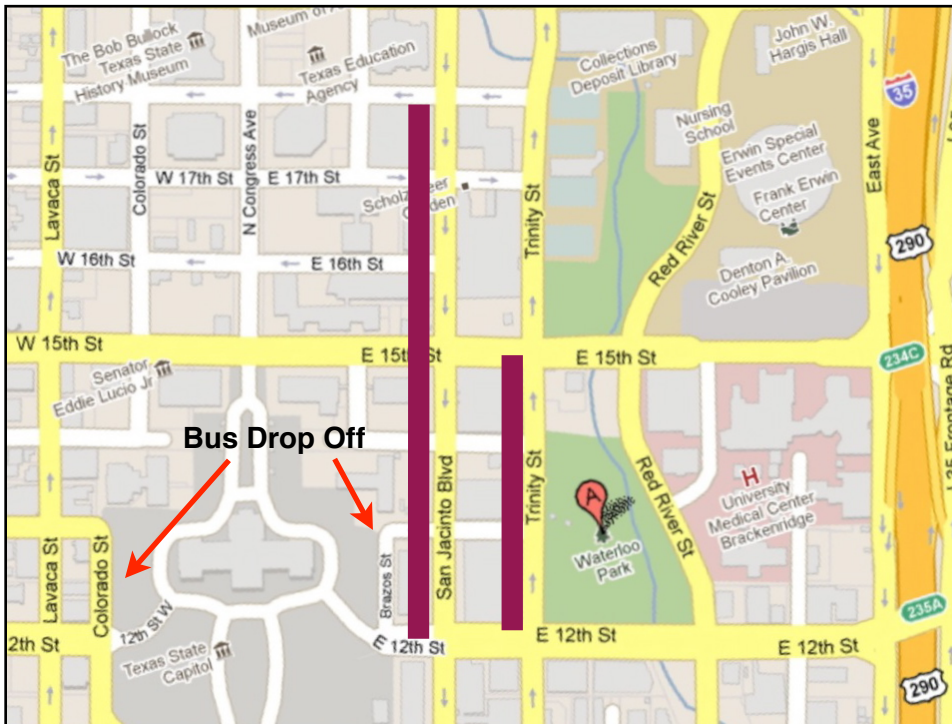 The Bob Bullock
Texas State
History Museum
Museum of
Texas Education
Agency
Collections
Deposit Library
John W.
Hargis Hall
35
Nursing
School
Erwin Special
Events Center
Frank Erwin
Center
East Ave
Lavaca St
Colorado St
N Congress Ave
W 17th St
E 17th St
Trinity St
Red River St
290
W 16th St
E 16th St
Denton A.
Cooley Pavilion
W 15th St
E 15th St
E 15th St
234C
Senator
Eddie Lucio Jr
Bus Drop Off
I-35 Frontage Rd
San Jacinto Blvd
Trinity St
Red River St
A
Waterloo
Park
H
University
Medical Center
Brackenridge
Lavaca St
Colorado St
Brazos St
12th St W
235A
2th St
E 12th St
E 12th St
E 12th St
Texas State
Capitol
290